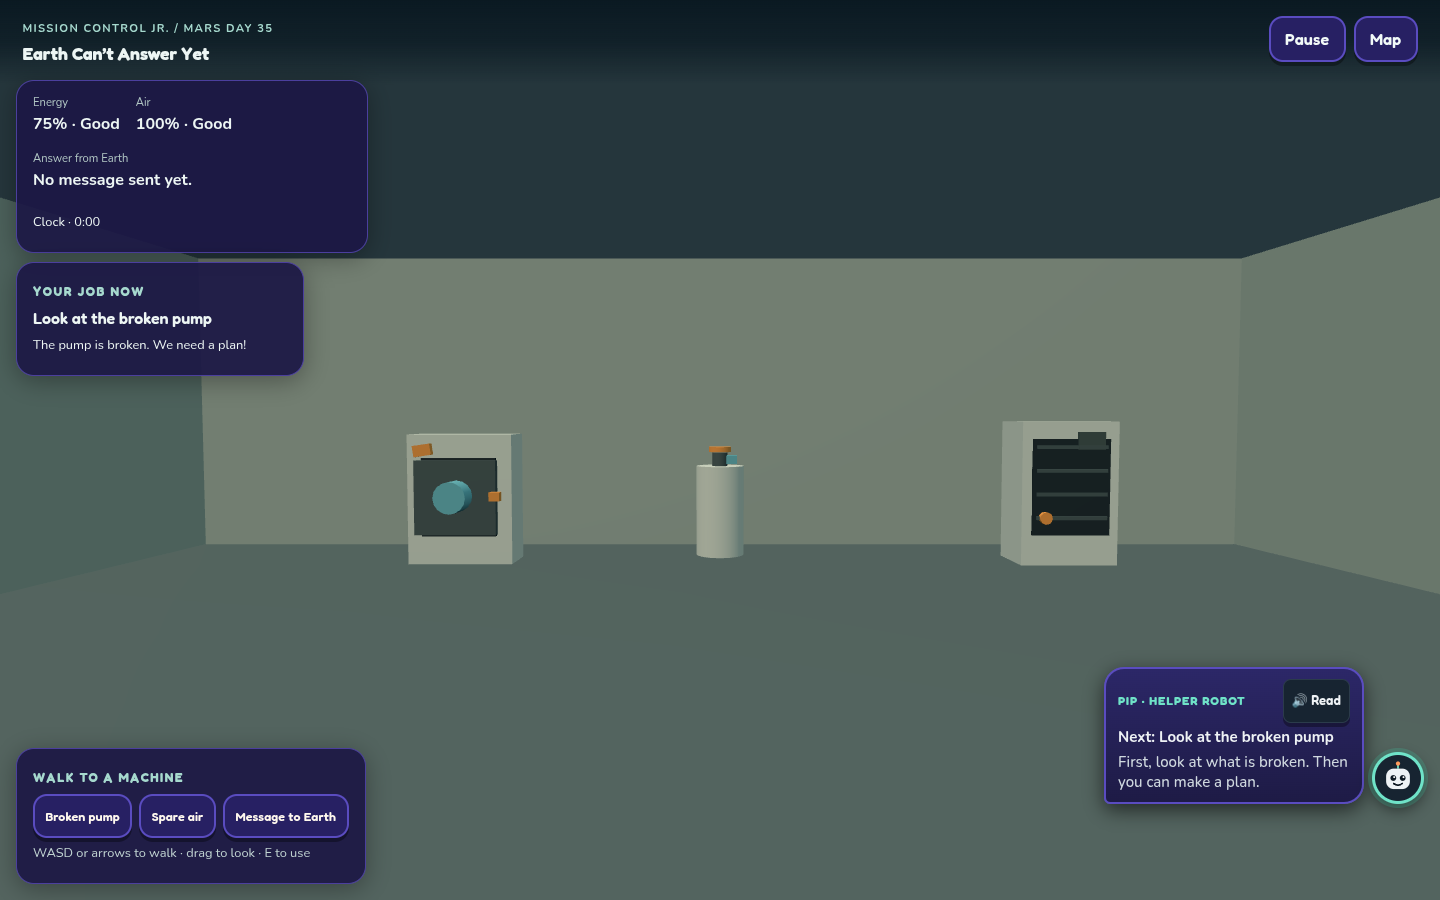 MISSION CONTROL JR. / MARS DAY 35
Earth Can't Answer Yet
Pause
Map
Energy
Air
75% · Good
100% · Good
Answer from Earth
No message sent yet.
Clock · 0:00
YOUR JOB NOW
Look at the broken pump
The pump is broken. We need a plan!
PIP · HELPER ROBOT
🔊 Read
Next: Look at the broken pump
First, look at what is broken. Then
you can make a plan.
WALK TO A MACHINE
Broken pump
Spare air
Message to Earth
WASD or arrows to walk · drag to look · E to use